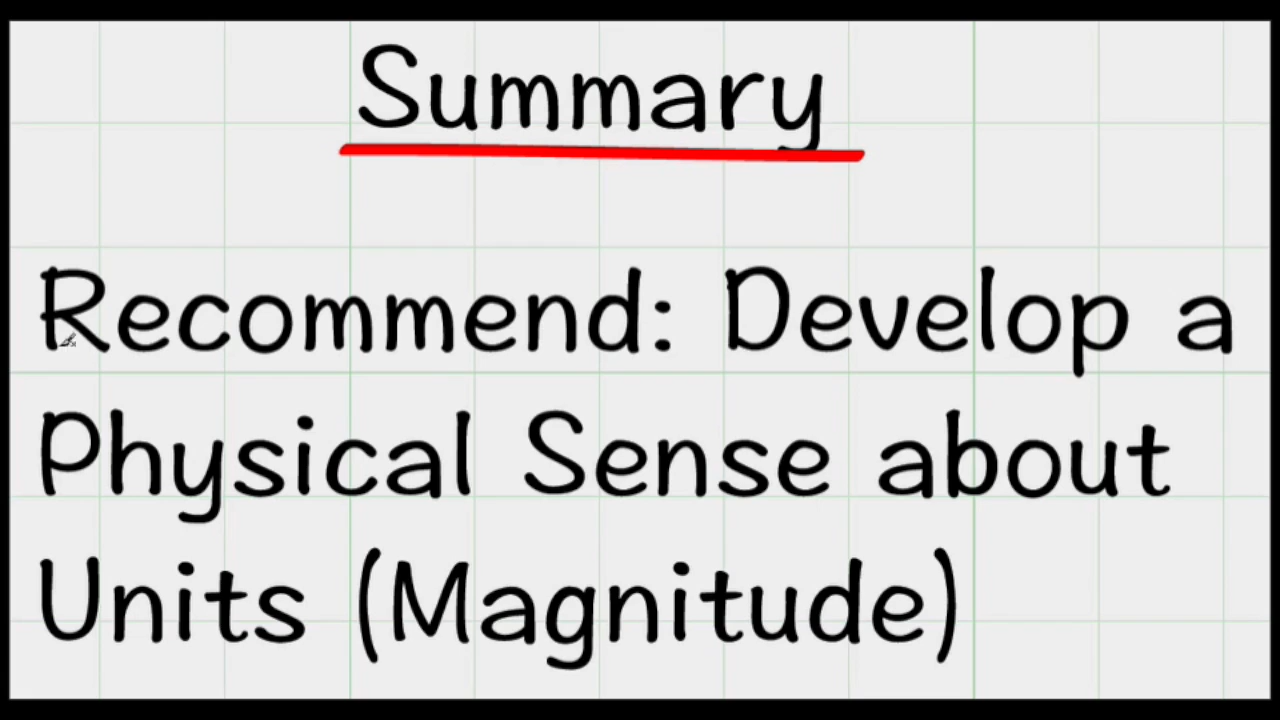 Summary
Recommend: Develop a
Physical Sense about
Units (Magnitude)